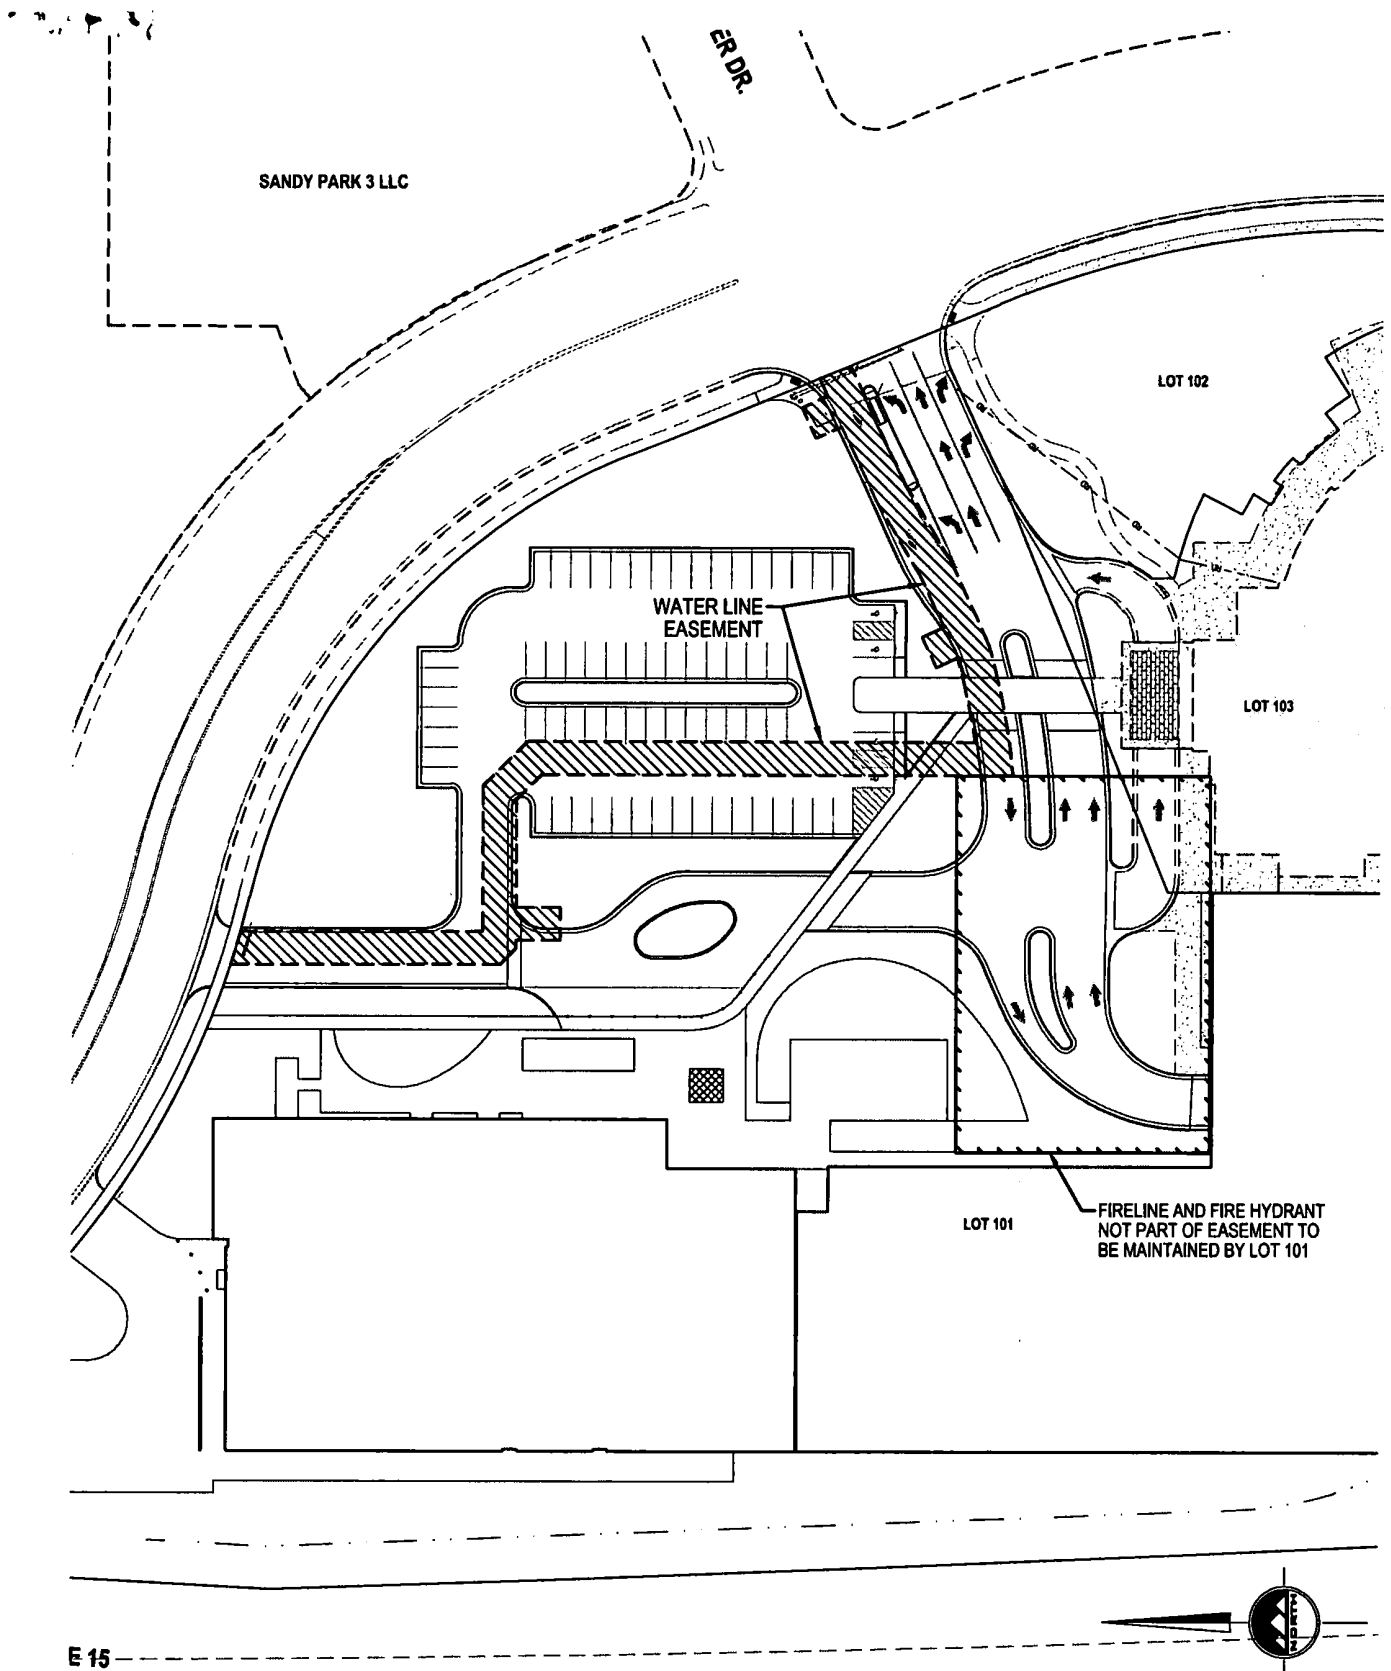 ER DR.
SANDY PARK 3 LLC
LOT 102
WATER LINE
EASEMENT
LOT 103
FIRELINE AND FIRE HYDRANT
NOT PART OF EASEMENT TO
BE MAINTAINED BY LOT 101
LOT 101
NORTH
E 15